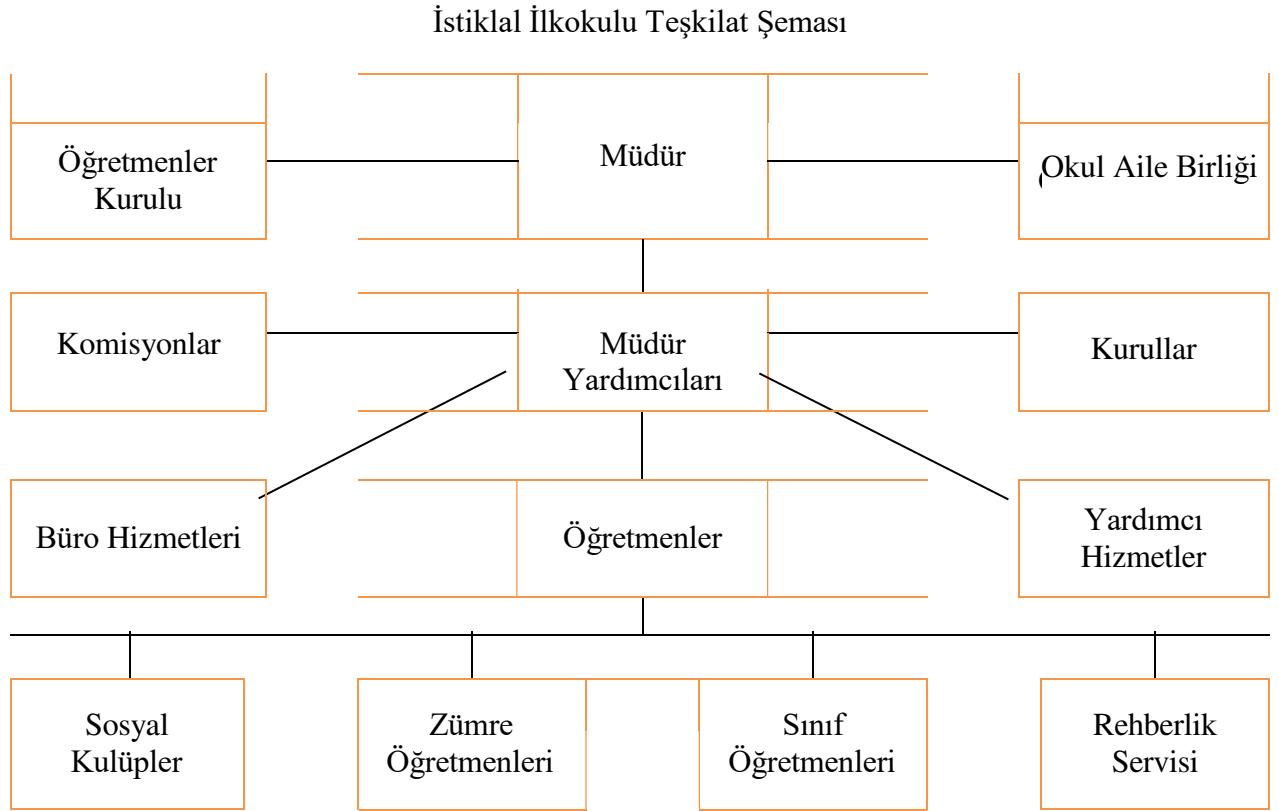 İstiklal İlkokulu Teşkilat Şeması
Öğretmenler
Kurulu
Müdür
Okul Aile Birliği
Komisyonlar
Müdür
Yardımcıları
Kurullar
Büro Hizmetleri
Öğretmenler
Yardımcı
Hizmetler
Sosyal
Kulüpler
Zümre
Öğretmenleri
Sınıf
Öğretmenleri
Rehberlik
Servisi